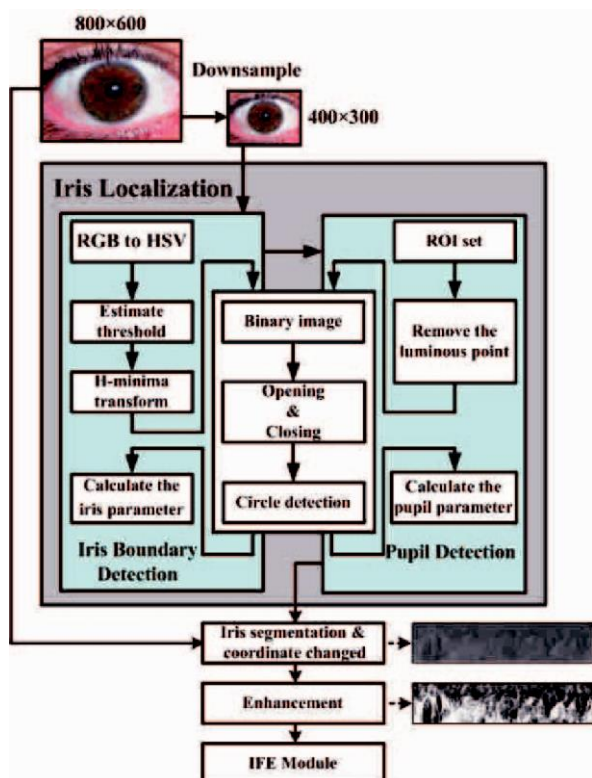 800×600
Downsample
400×300
Iris Localization
RGB to HSV
Estimate
threshold
H-minima
transform
Calculate the
iris parameter
Iris Boundary
Detection
Binary image
Opening
&
Closing
Circle detection
ROI set
Remove the
luminous point
Calculate the
pupil parameter
Pupil Detection
Iris segmentation &
coordinate changed
Enhancement
IFE Module